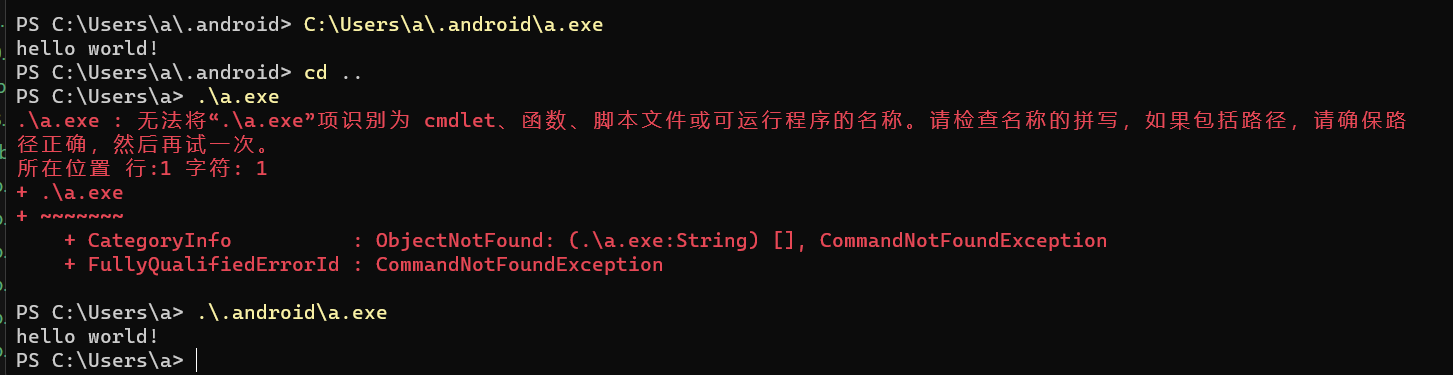 PS C:\Users\a\.android> C:\Users\a\.android\a.exe
hello world!
PS C:\Users\a\.android> cd ..
PS C:\Users\a> .\a.exe
.\a.exe : 无法将“.\a.exe”项识别为 cmdlet、函数、脚本文件或可运行程序的名称。请检查名称的拼写，如果包括路径，请确保路
径正确，然后再试一次。
所在位置 行:1 字符: 1
+ .\a.exe
+ ~~~~~~~
    + CategoryInfo          : ObjectNotFound: (.\a.exe:String) [], CommandNotFoundException
    + FullyQualifiedErrorId : CommandNotFoundException

PS C:\Users\a> .\.android\a.exe
hello world!
PS C:\Users\a>